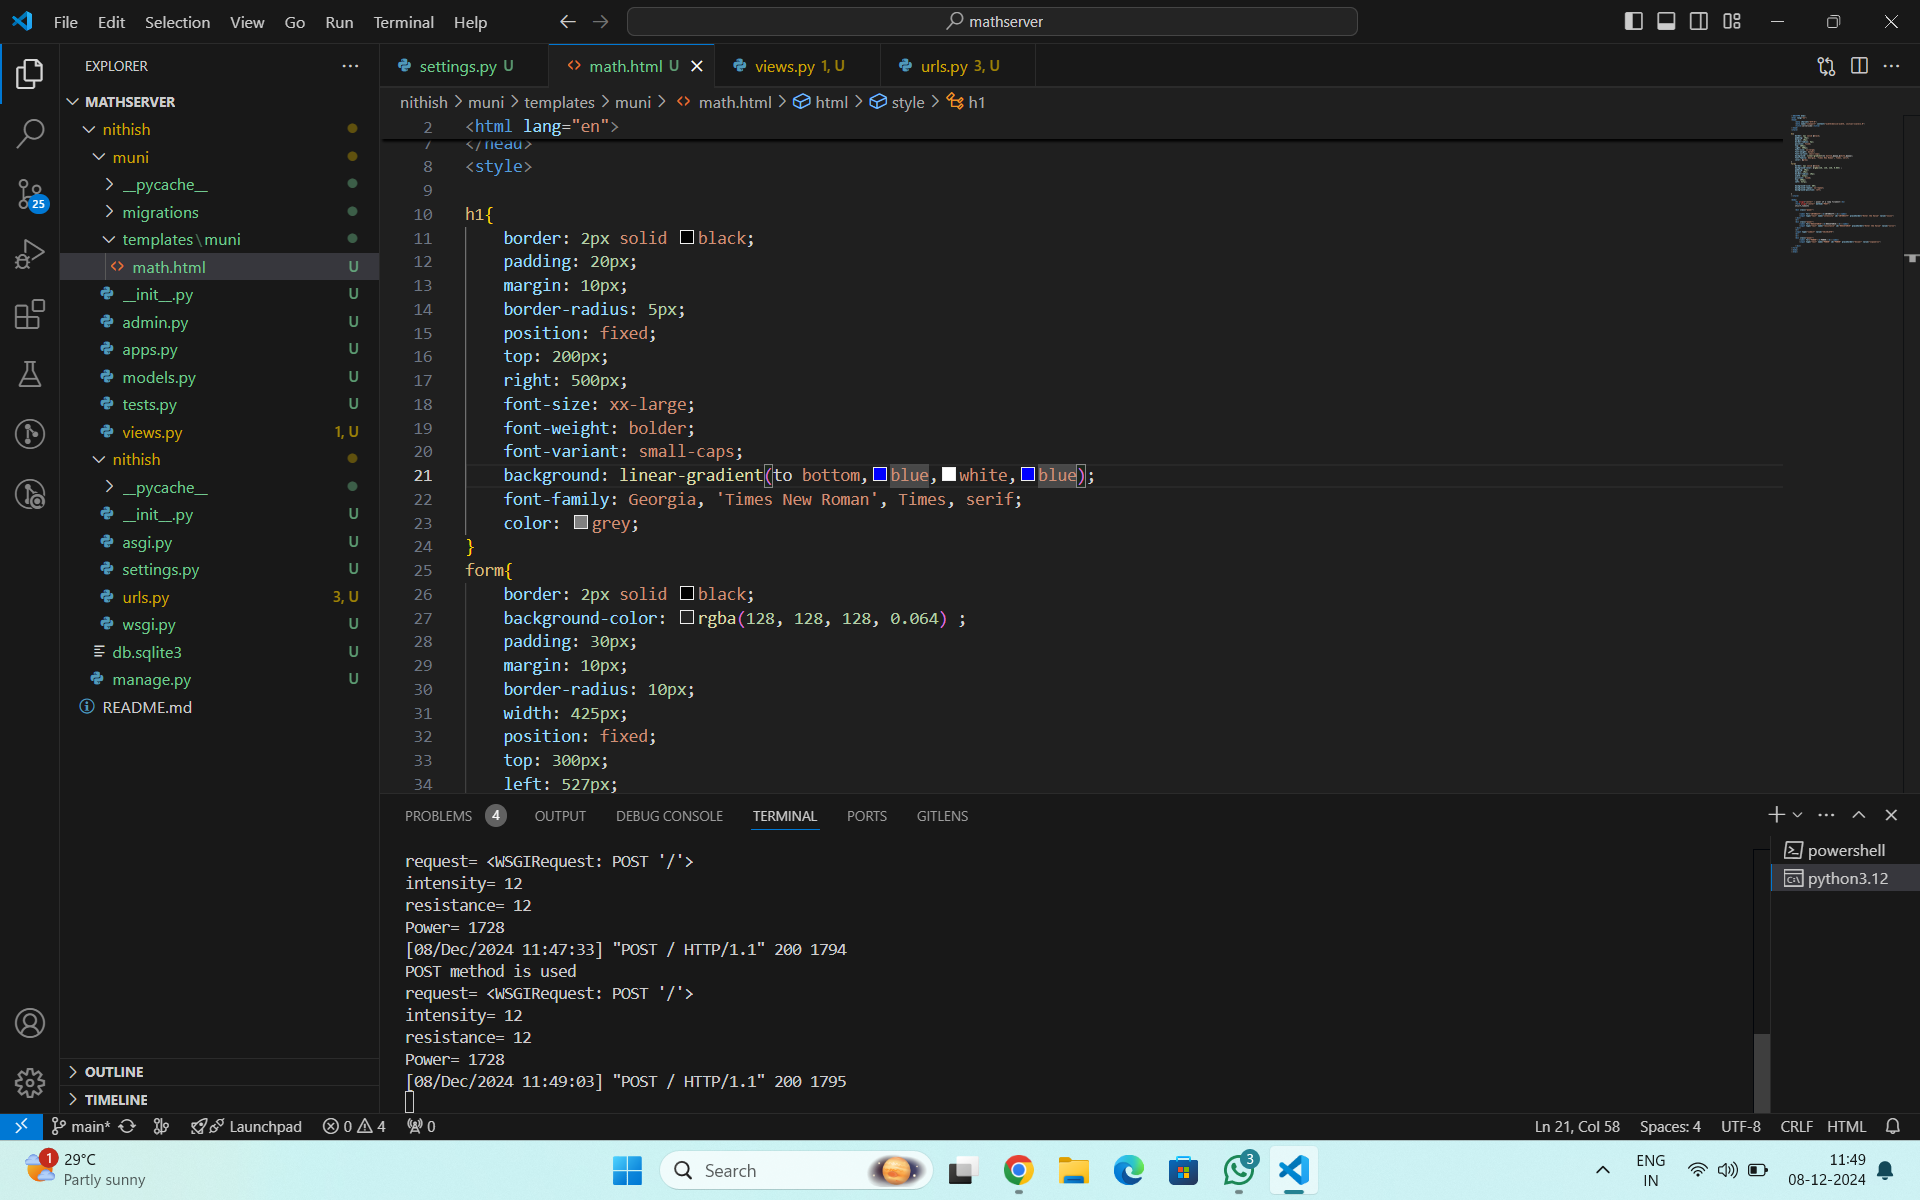 File Edit Selection View Go Run Terminal Help
mathserver
EXPLORER
MATHSERVER
nithish
muni
__pycache__
migrations
templates\muni
math.html U
__init__.py U
admin.py U
apps.py U
models.py U
tests.py U
views.py 1, U
nithish
__pycache__
__init__.py U
asgi.py U
settings.py U
urls.py 3, U
wsgi.py U
db.sqlite3 U
manage.py U
README.md
OUTLINE
TIMELINE
25
settings.py U math.html U views.py 1, U urls.py 3, U
nithish > muni > templates > muni > math.html > html > style > h1
2 <html lang="en">
7 </head>
8 <style>
9
10 h1{
11 border: 2px solid black;
12 padding: 20px;
13 margin: 10px;
14 border-radius: 5px;
15 position: fixed;
16 top: 200px;
17 right: 500px;
18 font-size: xx-large;
19 font-weight: bolder;
20 font-variant: small-caps;
21 background: linear-gradient(to bottom,blue,white,blue);
22 font-family: Georgia, 'Times New Roman', Times, serif;
23 color: grey;
24 }
25 form{
26 border: 2px solid black;
27 background-color: rgba(128, 128, 128, 0.064) ;
28 padding: 30px;
29 margin: 10px;
30 border-radius: 10px;
31 width: 425px;
32 position: fixed;
33 top: 300px;
34 left: 527px;
PROBLEMS 4 OUTPUT DEBUG CONSOLE TERMINAL PORTS GITLENS
request= <WSGIRequest: POST '/'>
intensity= 12
resistance= 12
Power= 1728
[08/Dec/2024 11:47:33] "POST / HTTP/1.1" 200 1794
POST method is used
request= <WSGIRequest: POST '/'>
intensity= 12
resistance= 12
Power= 1728
[08/Dec/2024 11:49:03] "POST / HTTP/1.1" 200 1795
powershell
python3.12
main* Launchpad 0 4 0
Ln 21, Col 58 Spaces: 4 UTF-8 CRLF HTML
1
29°C
Partly sunny
Search
3
ENG
IN
11:49
08-12-2024